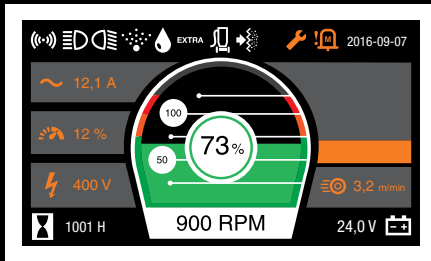 EXTRA
M
2016-09-07
12,1 A
12 %
400 V
100
50
73%
3,2 m/min
1001 H
900 RPM
24,0 V